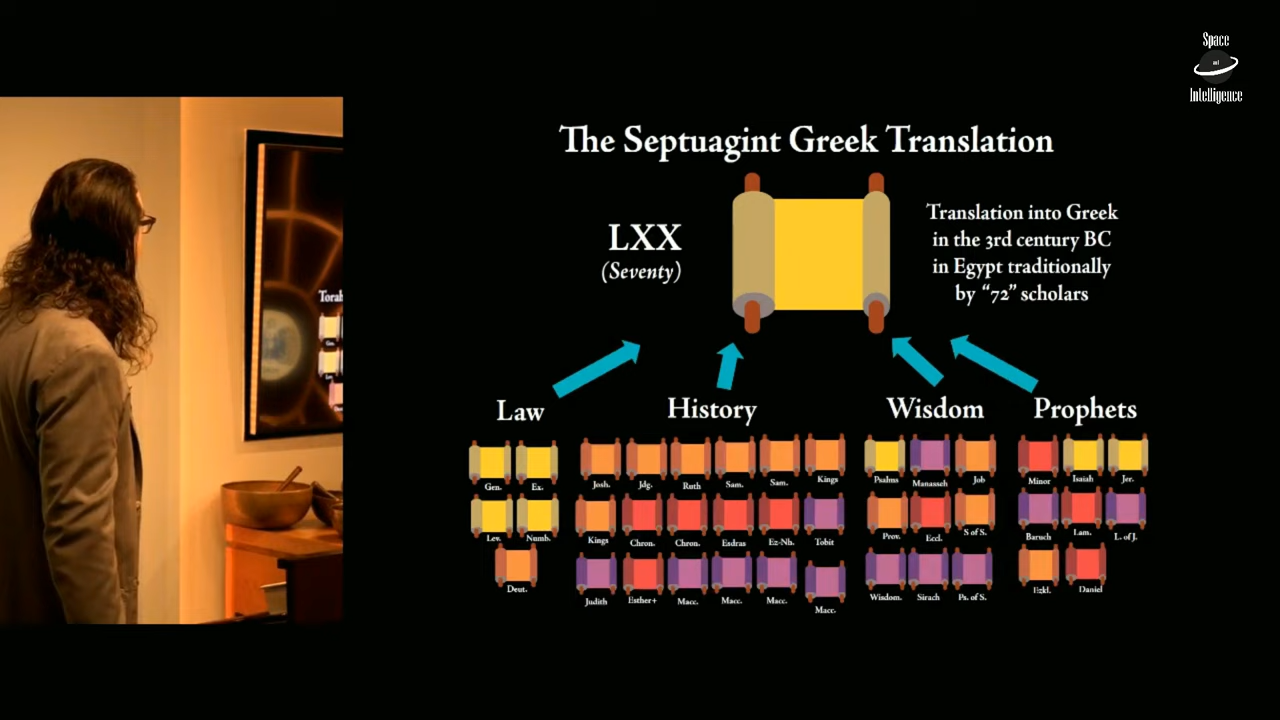 Space
and
Intelligence
The Septuagint Greek Translation
LXX
(Seventy)
Translation into Greek
in the 3rd century BC
in Egypt traditionally
by “72” scholars
Law
History
Wisdom
Prophets
Torah
Gen. Ex.
Lev. Numb.
Deut.
Josh. Jdg. Ruth Sam. Sam. Kings
Kings Chron. Chron. Esdras Ez-Nh. Tobit
Judith Esther+ Macc. Macc. Macc. Macc.
Psalms Manasseh Job
Prov. Eccl. S of S.
Wisdom. Sirach Ps. of S.
Minor Isaiah Jer.
Baruch Lam. L. of J.
Ezkl. Daniel